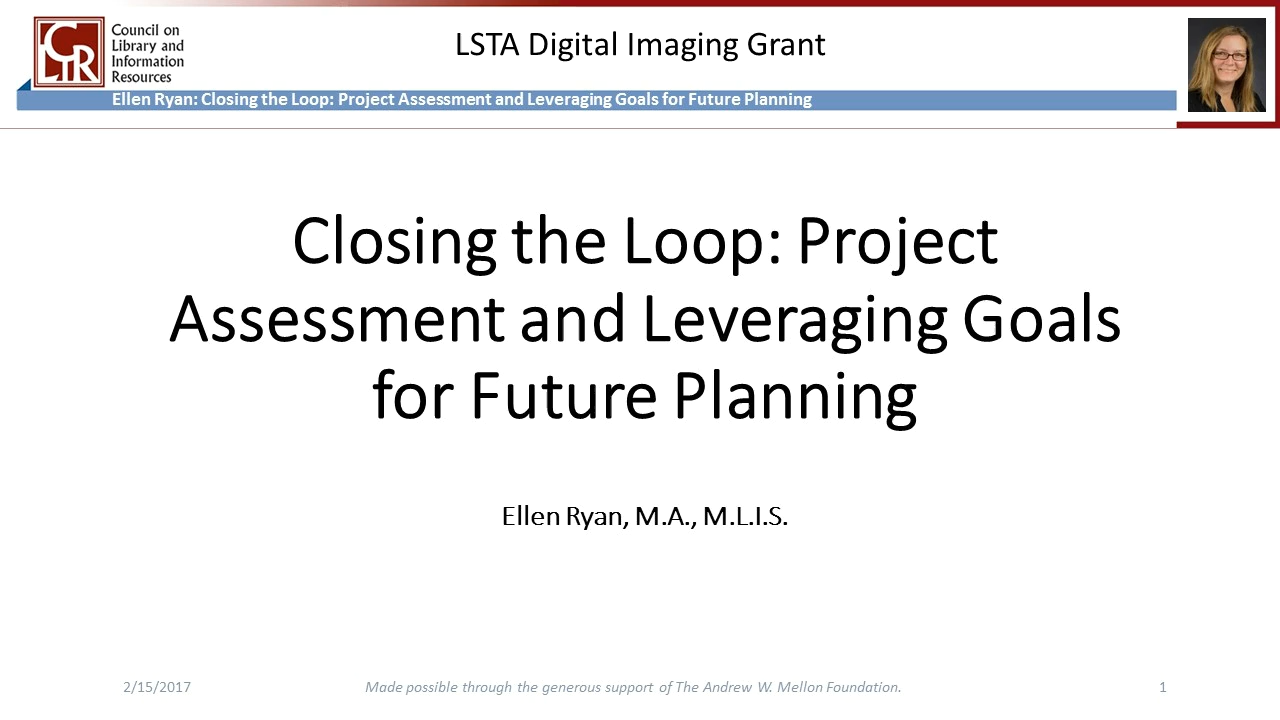 CLIR
Council on
Library and
Information
Resources
LSTA Digital Imaging Grant
Ellen Ryan: Closing the Loop: Project Assessment and Leveraging Goals for Future Planning
Closing the Loop: Project
Assessment and Leveraging Goals
for Future Planning
Ellen Ryan, M.A., M.L.I.S.
2/15/2017
Made possible through the generous support of The Andrew W. Mellon Foundation.
1